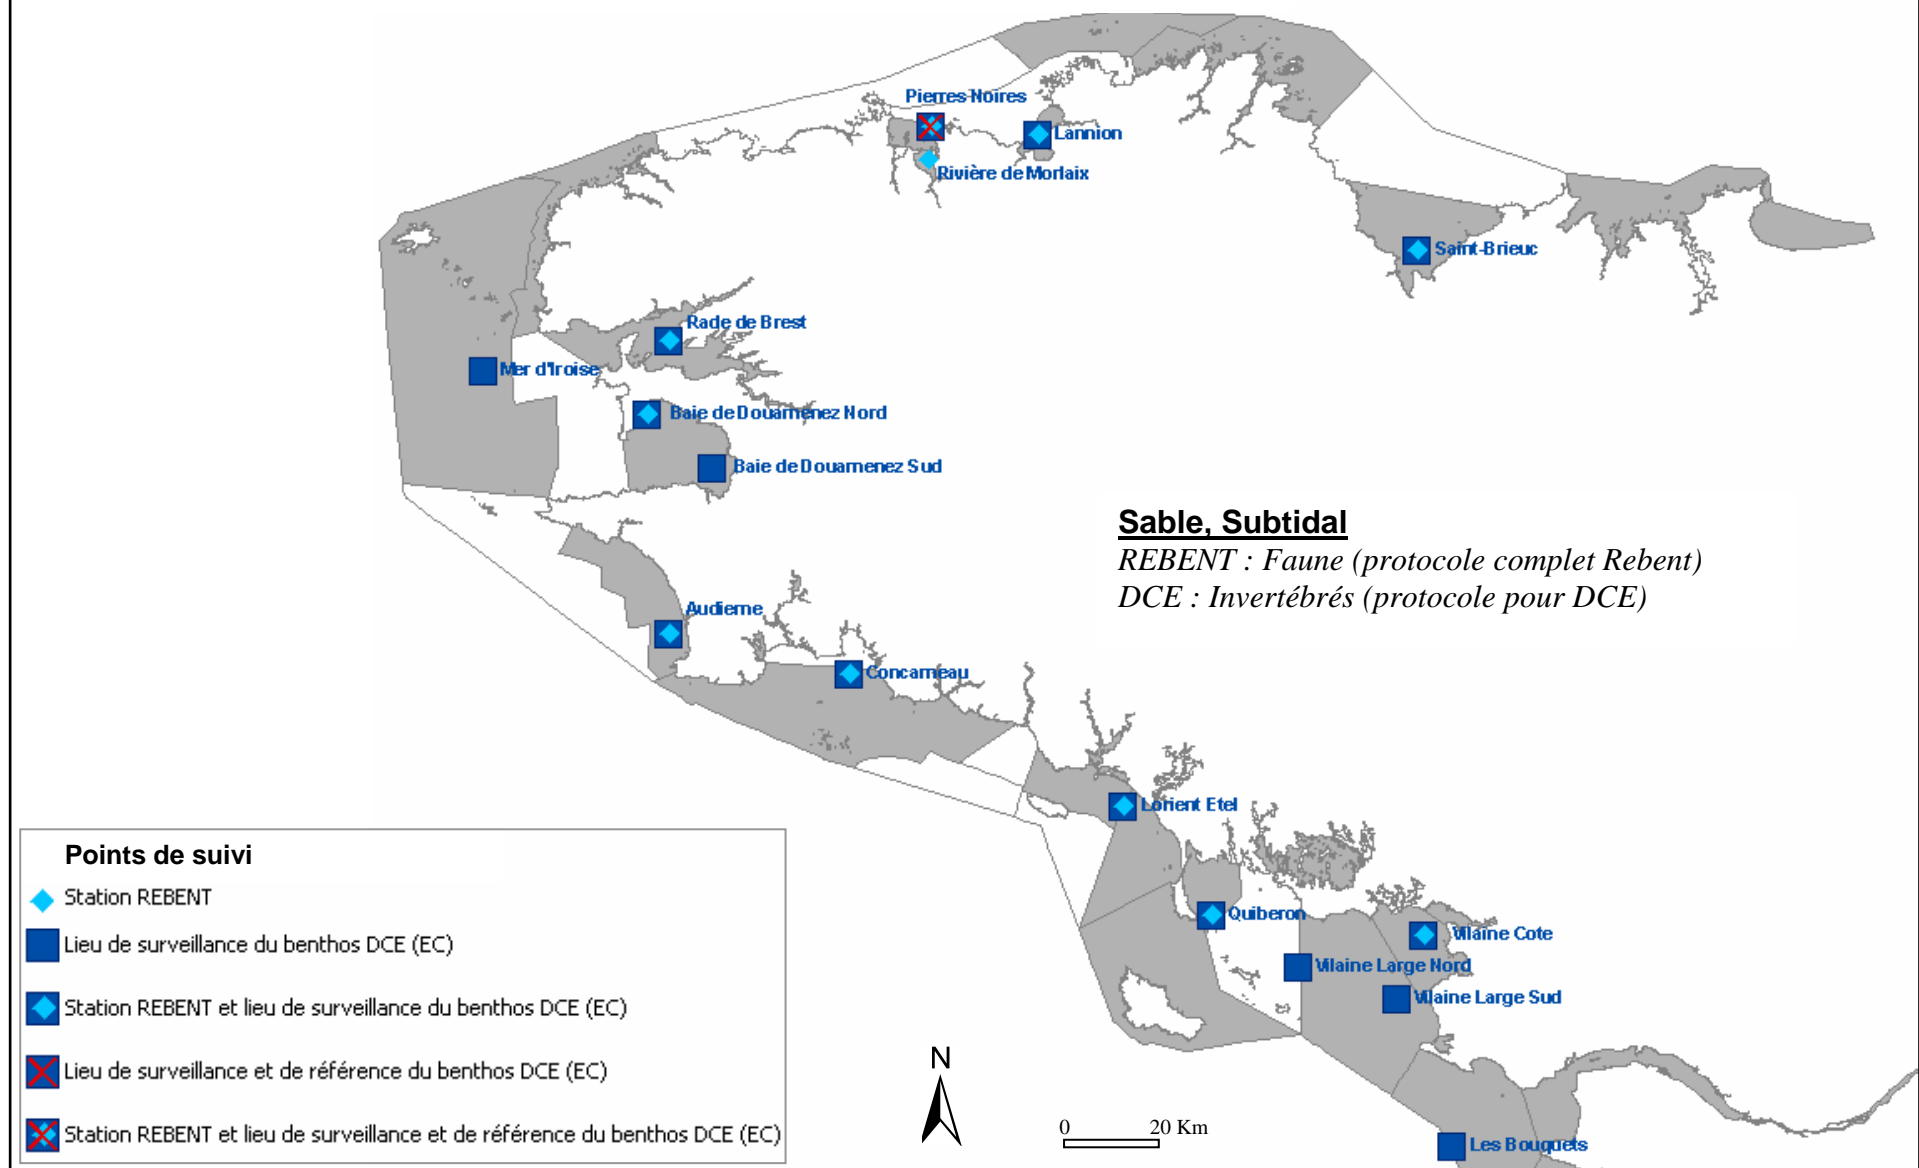 Pierres Noires
Lannion
Rivière de Morlaix
Saint-Brieuc
Rade de Brest
Mer d'Iroise
Baie de Douarnenez Nord
Baie de Douarnenez Sud
Sable, Subtidal
REBENT : Faune (protocole complet Rebent)
DCE : Invertébrés (protocole pour DCE)
Audierne
Concarneau
Lorient Etel
Quiberon
Vilaine Cote
Vilaine Large Nord
Vilaine Large Sud
Les Bouquets
Points de suivi
Station REBENT
Lieu de surveillance du benthos DCE (EC)
Station REBENT et lieu de surveillance du benthos DCE (EC)
Lieu de surveillance et de référence du benthos DCE (EC)
Station REBENT et lieu de surveillance et de référence du benthos DCE (EC)
N
0 20 Km